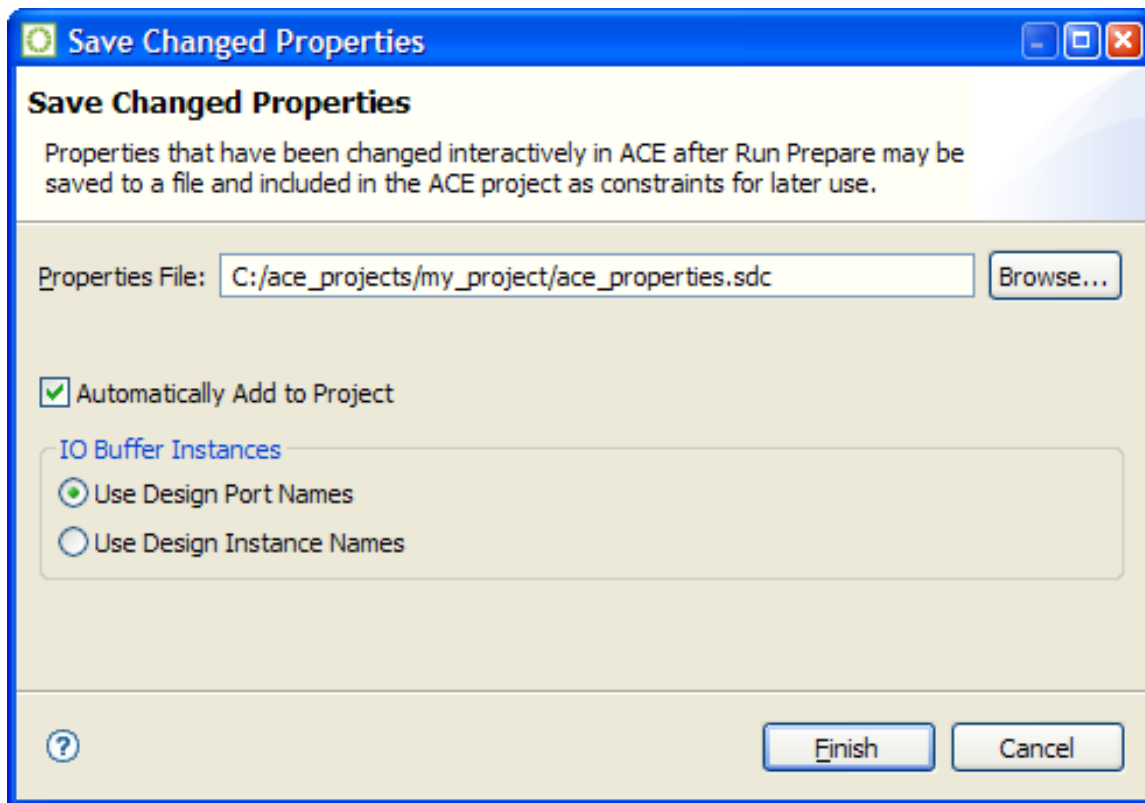 Save Changed Properties
Save Changed Properties
Properties that have been changed interactively in ACE after Run Prepare may be
saved to a file and included in the ACE project as constraints for later use.
Properties File: C:/ace_projects/my_project/ace_properties.sdc Browse...
Automatically Add to Project
IO Buffer Instances
Use Design Port Names
Use Design Instance Names
? Finish Cancel